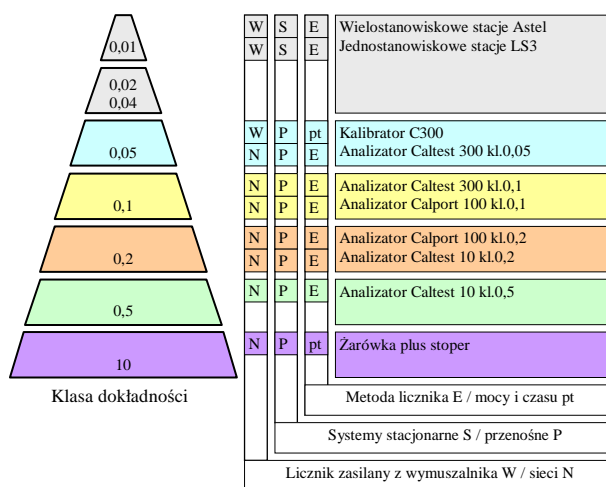 0,01 W S E Wielostanowiskowe stacje Astel
W S E Jednostanowiskowe stacje LS3
0,02
0,04
0,05 W P pt Kalibrator C300
N P E Analizator Caltest 300 kl.0,05
0,1 N P E Analizator Caltest 300 kl.0,1
N P E Analizator Calport 100 kl.0,1
0,2 N P E Analizator Calport 100 kl.0,2
N P E Analizator Caltest 10 kl.0,2
0,5 N P E Analizator Caltest 10 kl.0,5
10 N P pt Żarówka plus stoper
Klasa dokładności
Metoda licznika E / mocy i czasu pt
Systemy stacjonarne S / przenośne P
Licznik zasilany z wymuszalnika W / sieci N